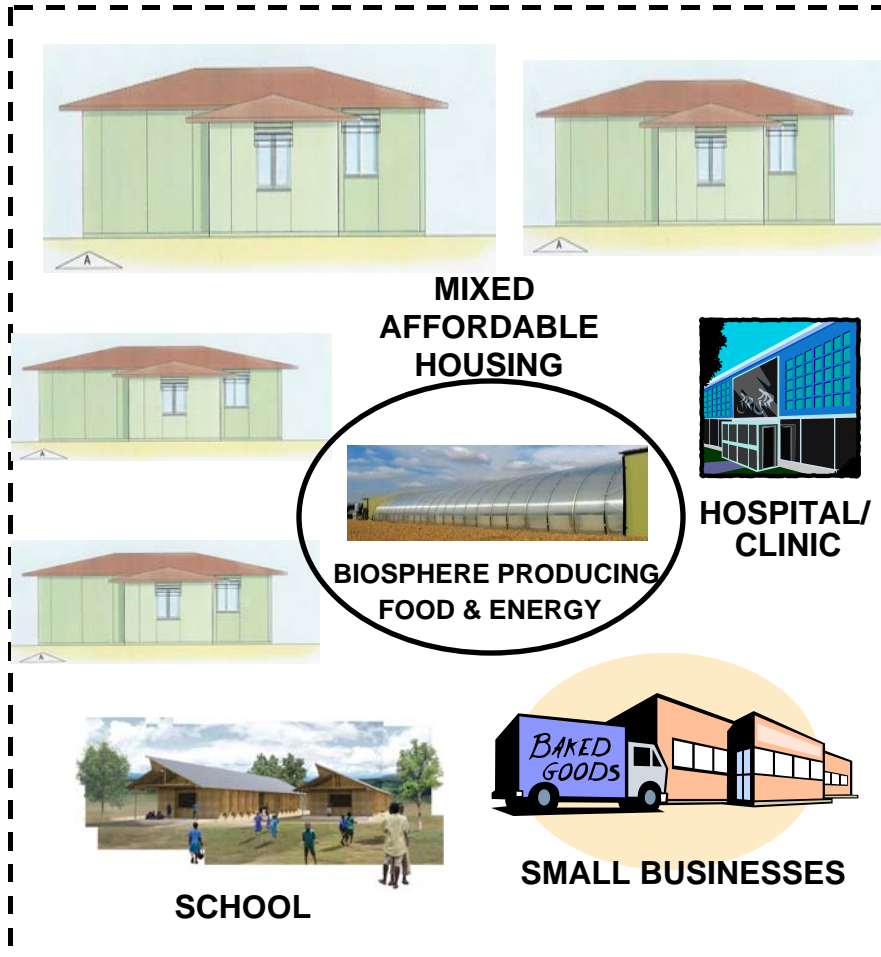 A
A
MIXED
AFFORDABLE
HOUSING
A
HOSPITAL/
CLINIC
BIOSPHERE PRODUCING
FOOD & ENERGY
A
BAKED
GOODS
SMALL BUSINESSES
SCHOOL